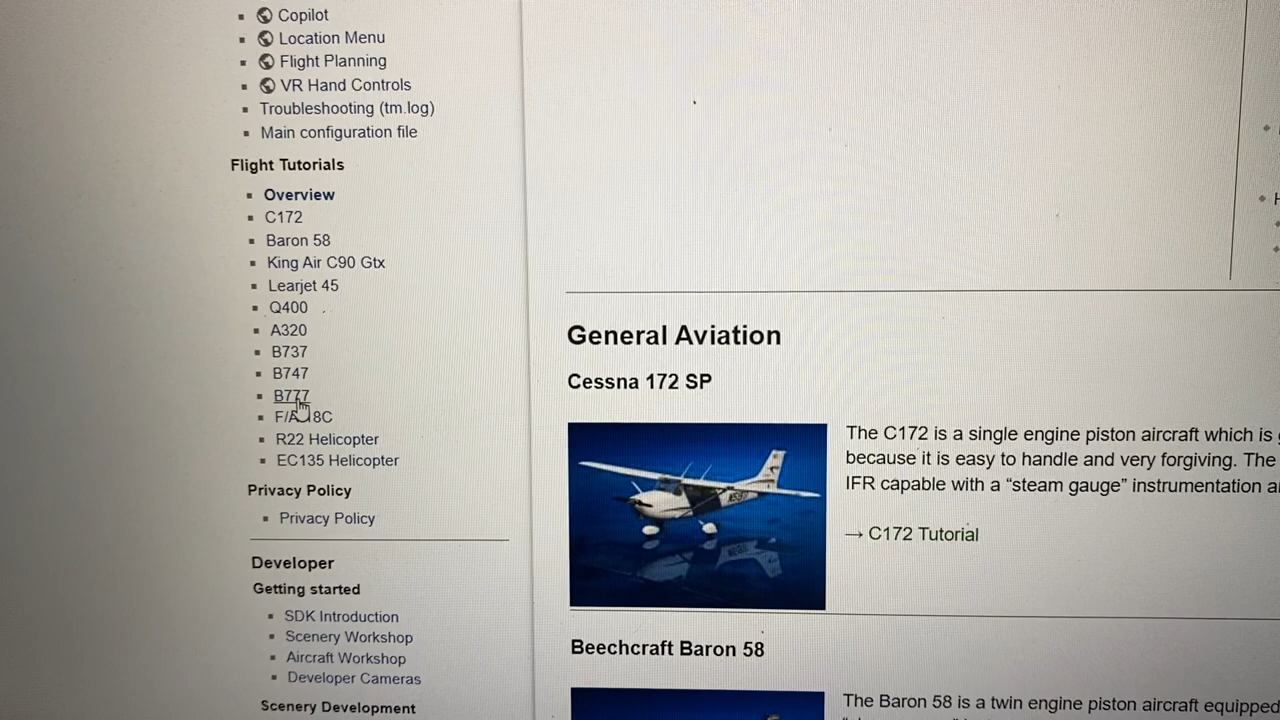 Copilot
Location Menu
Flight Planning
VR Hand Controls
Troubleshooting (tm.log)
Main configuration file
Flight Tutorials
Overview
C172
Baron 58
King Air C90 Gtx
Learjet 45
Q400
A320
B737
B747
B777
F/A 18C
R22 Helicopter
EC135 Helicopter
Privacy Policy
Privacy Policy
Developer
Getting started
SDK Introduction
Scenery Workshop
Aircraft Workshop
Developer Cameras
Scenery Development
General Aviation
Cessna 172 SP
The C172 is a single engine piston aircraft which is
because it is easy to handle and very forgiving. The
IFR capable with a “steam gauge” instrumentation
→ C172 Tutorial
Beechcraft Baron 58
The Baron 58 is a twin engine piston aircraft equipped